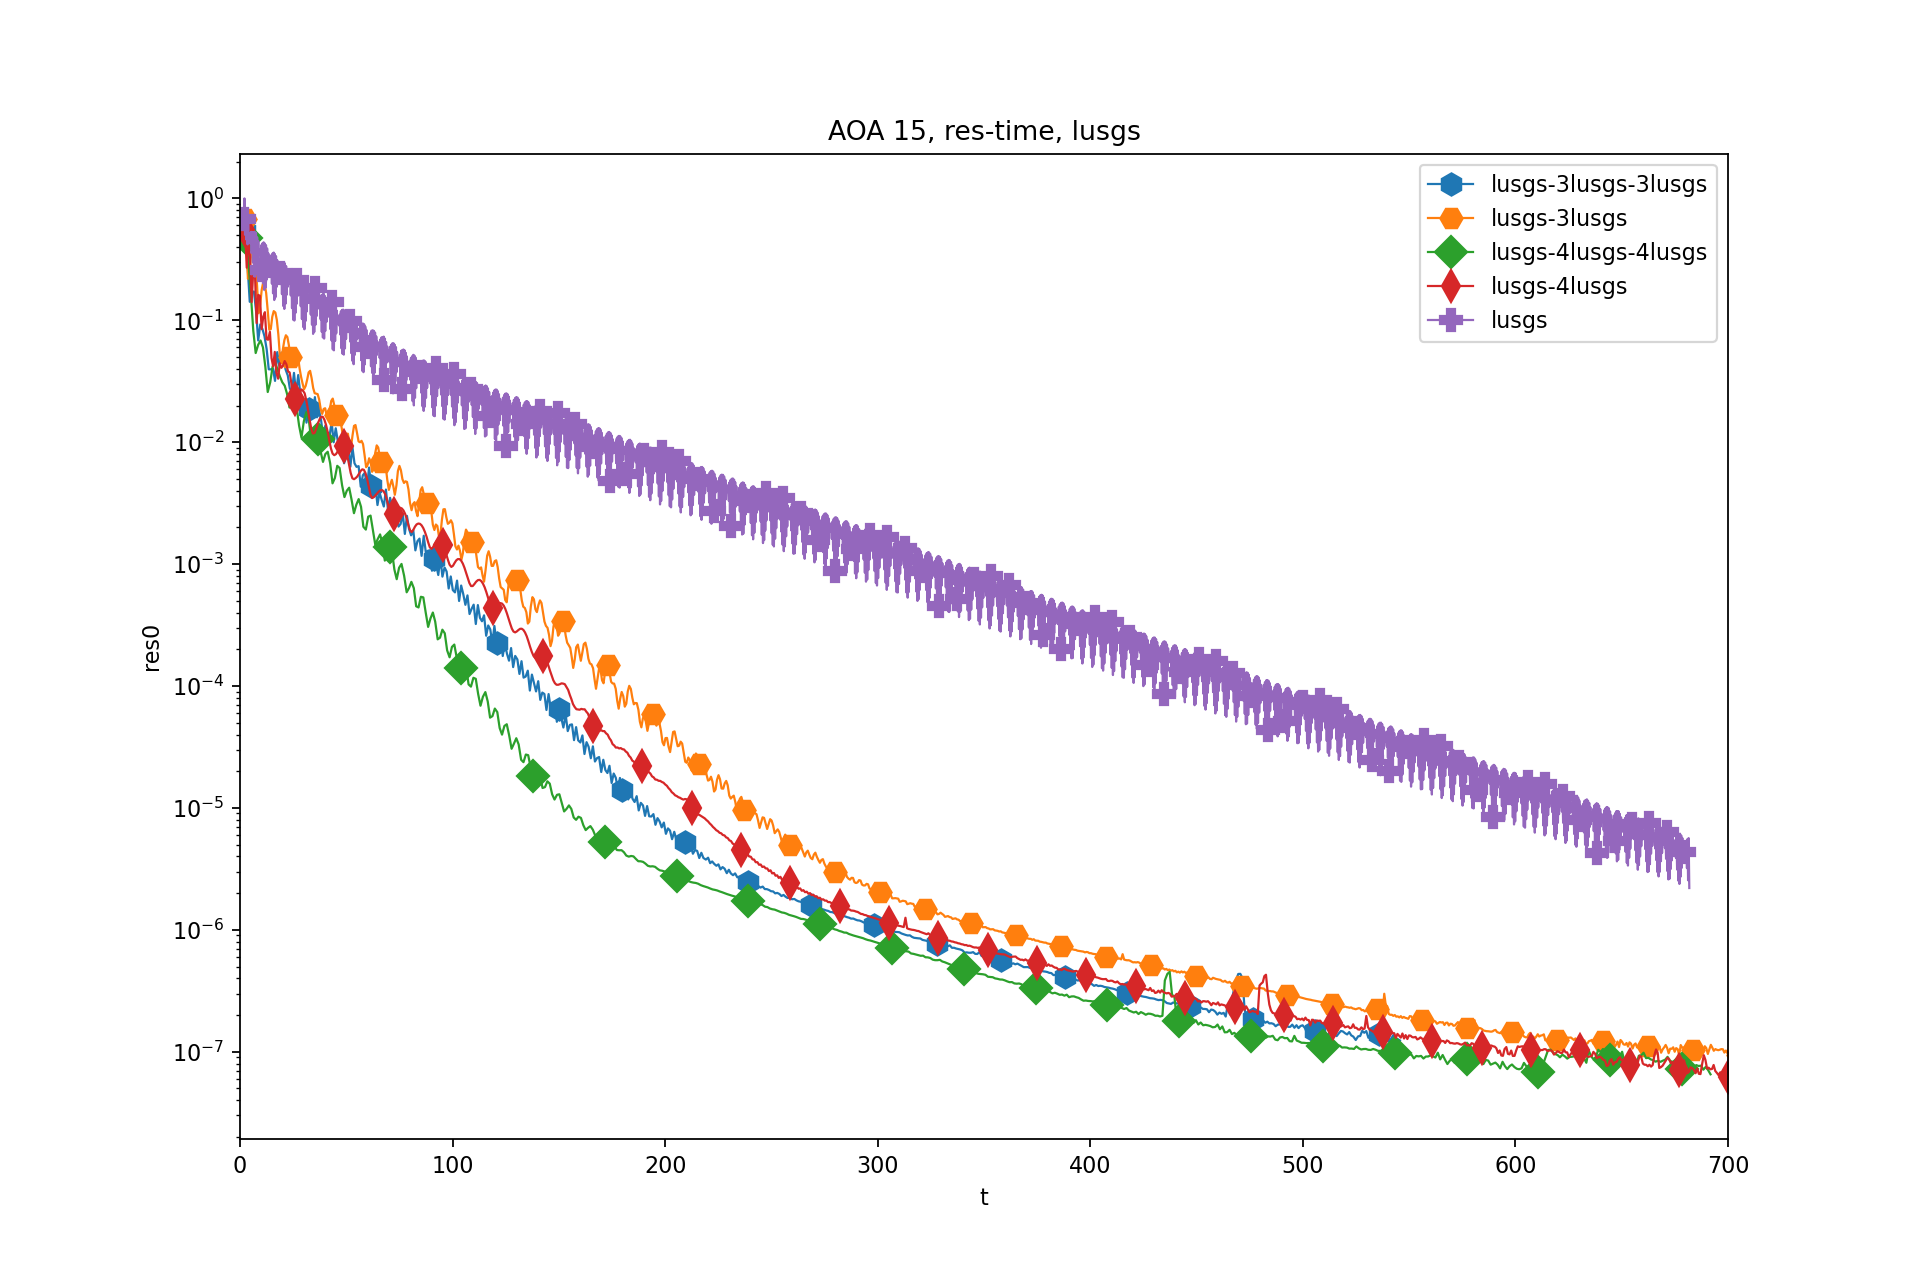 AOA 15, res-time, lusgs
lusgs-3lusgs-3lusgs
lusgs-3lusgs
lusgs-4lusgs-4lusgs
lusgs-4lusgs
lusgs
res0
10⁰
10⁻¹
10⁻²
10⁻³
10⁻⁴
10⁻⁵
10⁻⁶
10⁻⁷
0 100 200 300 400 500 600 700
t